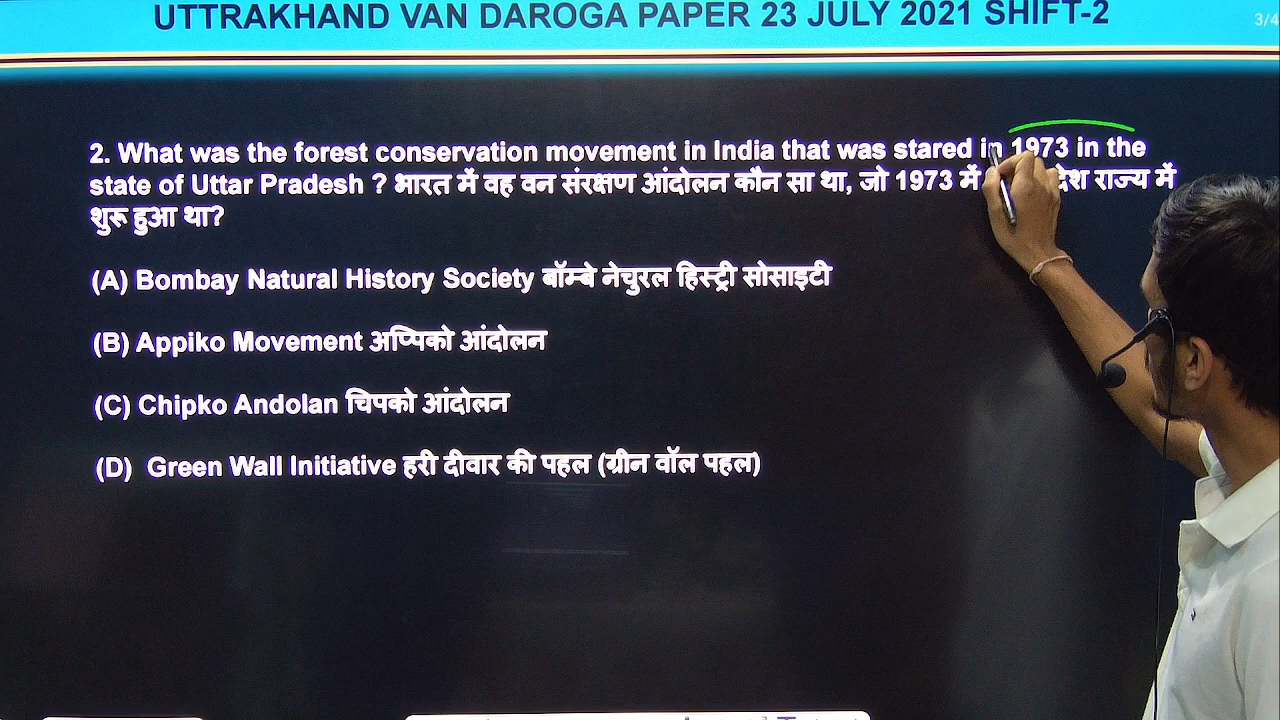 UTTRAKHAND VAN DAROGA PAPER 23 JULY 2021 SHIFT-2
3/4
2. What was the forest conservation movement in India that was stared in 1973 in the
state of Uttar Pradesh ? भारत में वह वन संरक्षण आंदोलन कौन सा था, जो 1973 में राज्य में
शुरू हुआ था?
(A) Bombay Natural History Society बॉम्बे नेचुरल हिस्ट्री सोसाइटी
(B) Appiko Movement अप्पिको आंदोलन
(C) Chipko Andolan चिपको आंदोलन
(D) Green Wall Initiative हरी दीवार की पहल (ग्रीन वॉल पहल)